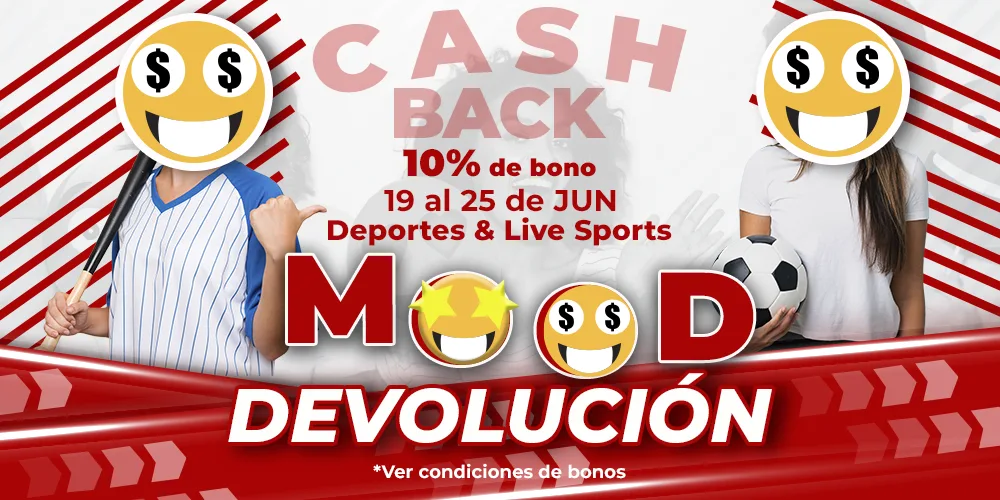 CASH
BACK
10% de bono
19 al 25 de JUN
Deportes & Live Sports
MOOD
DEVOLUCIÓN
*Ver condiciones de bonos